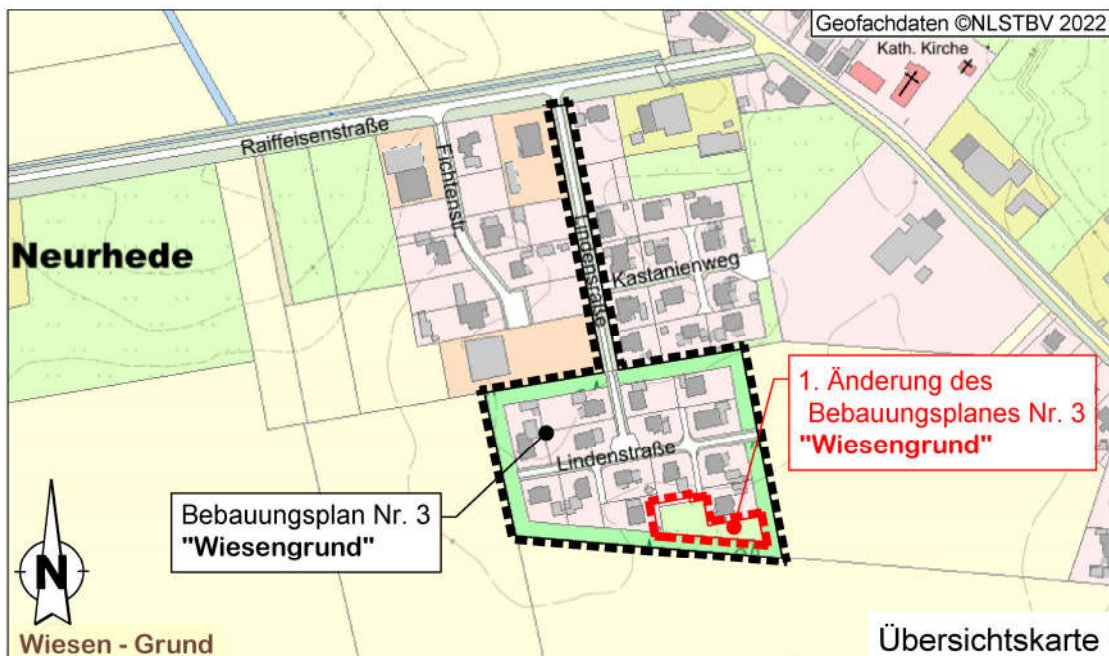 Geofachdaten ©NLSTBV 2022
Kath. Kirche
Raiffeisenstraße
Fichtenstr.
Lindenstraße
Kastanienweg
Neurhede
1. Änderung des
Bebauungsplanes Nr. 3
"Wiesengrund"
Lindenstraße
Bebauungsplan Nr. 3
"Wiesengrund"
N
Wiesen - Grund
Übersichtskarte